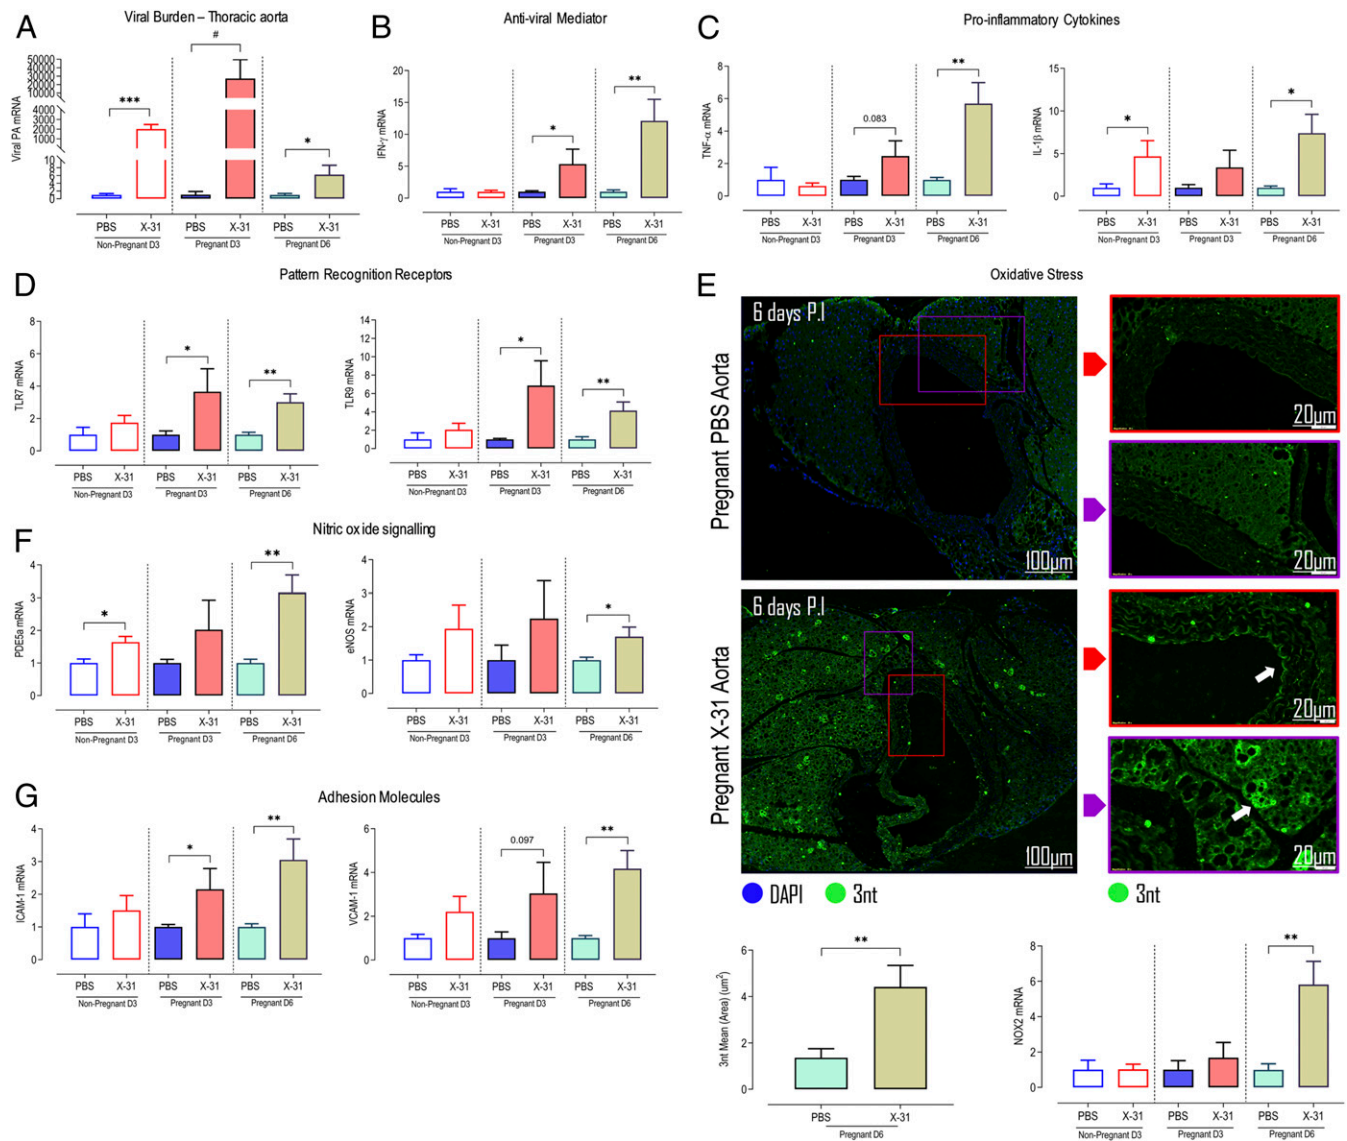 A
Viral Burden – Thoracic aorta
Viral PA mRNA
50000
40000
30000
20000
10000
4000
3000
2000
1000
0
10
8
6
4
2
0
***
#
*
PBS X-31 PBS X-31 PBS X-31
Non-Pregnant D3 Pregnant D3 Pregnant D6
B
Anti-viral Mediator
IFN-γ mRNA
20
15
10
5
0
*
**
PBS X-31 PBS X-31 PBS X-31
Non-Pregnant D3 Pregnant D3 Pregnant D6
C
Pro-inflammatory Cytokines
TNF-α mRNA
8
6
4
2
0
0.083
**
PBS X-31 PBS X-31 PBS X-31
Non-Pregnant D3 Pregnant D3 Pregnant D6
IL-1β mRNA
15
10
5
0
*
*
PBS X-31 PBS X-31 PBS X-31
Non-Pregnant D3 Pregnant D3 Pregnant D6
D
Pattern Recognition Receptors
TLR7 mRNA
8
6
4
2
0
*
**
PBS X-31 PBS X-31 PBS X-31
Non-Pregnant D3 Pregnant D3 Pregnant D6
TLR9 mRNA
14
12
10
8
6
4
2
0
*
**
PBS X-31 PBS X-31 PBS X-31
Non-Pregnant D3 Pregnant D3 Pregnant D6
E
Oxidative Stress
Pregnant PBS Aorta
6 days P.I
100μm
20μm
20μm
Pregnant X-31 Aorta
6 days P.I
100μm
20μm
20μm
DAPI 3nt
3nt
3nt Mean (Area) (um²)
6
4
2
0
**
PBS X-31
Pregnant D6
NOX2 mRNA
8
6
4
2
0
**
PBS X-31 PBS X-31 PBS X-31
Non-Pregnant D3 Pregnant D3 Pregnant D6
F
Nitric oxide signalling
PDE5a mRNA
4
3
2
1
0
*
**
PBS X-31 PBS X-31 PBS X-31
Non-Pregnant D3 Pregnant D3 Pregnant D6
eNOS mRNA
4
3
2
1
0
*
PBS X-31 PBS X-31 PBS X-31
Non-Pregnant D3 Pregnant D3 Pregnant D6
G
Adhesion Molecules
ICAM-1 mRNA
4
3
2
1
0
*
**
PBS X-31 PBS X-31 PBS X-31
Non-Pregnant D3 Pregnant D3 Pregnant D6
VCAM-1 mRNA
6
4
2
0
0.097
**
PBS X-31 PBS X-31 PBS X-31
Non-Pregnant D3 Pregnant D3 Pregnant D6